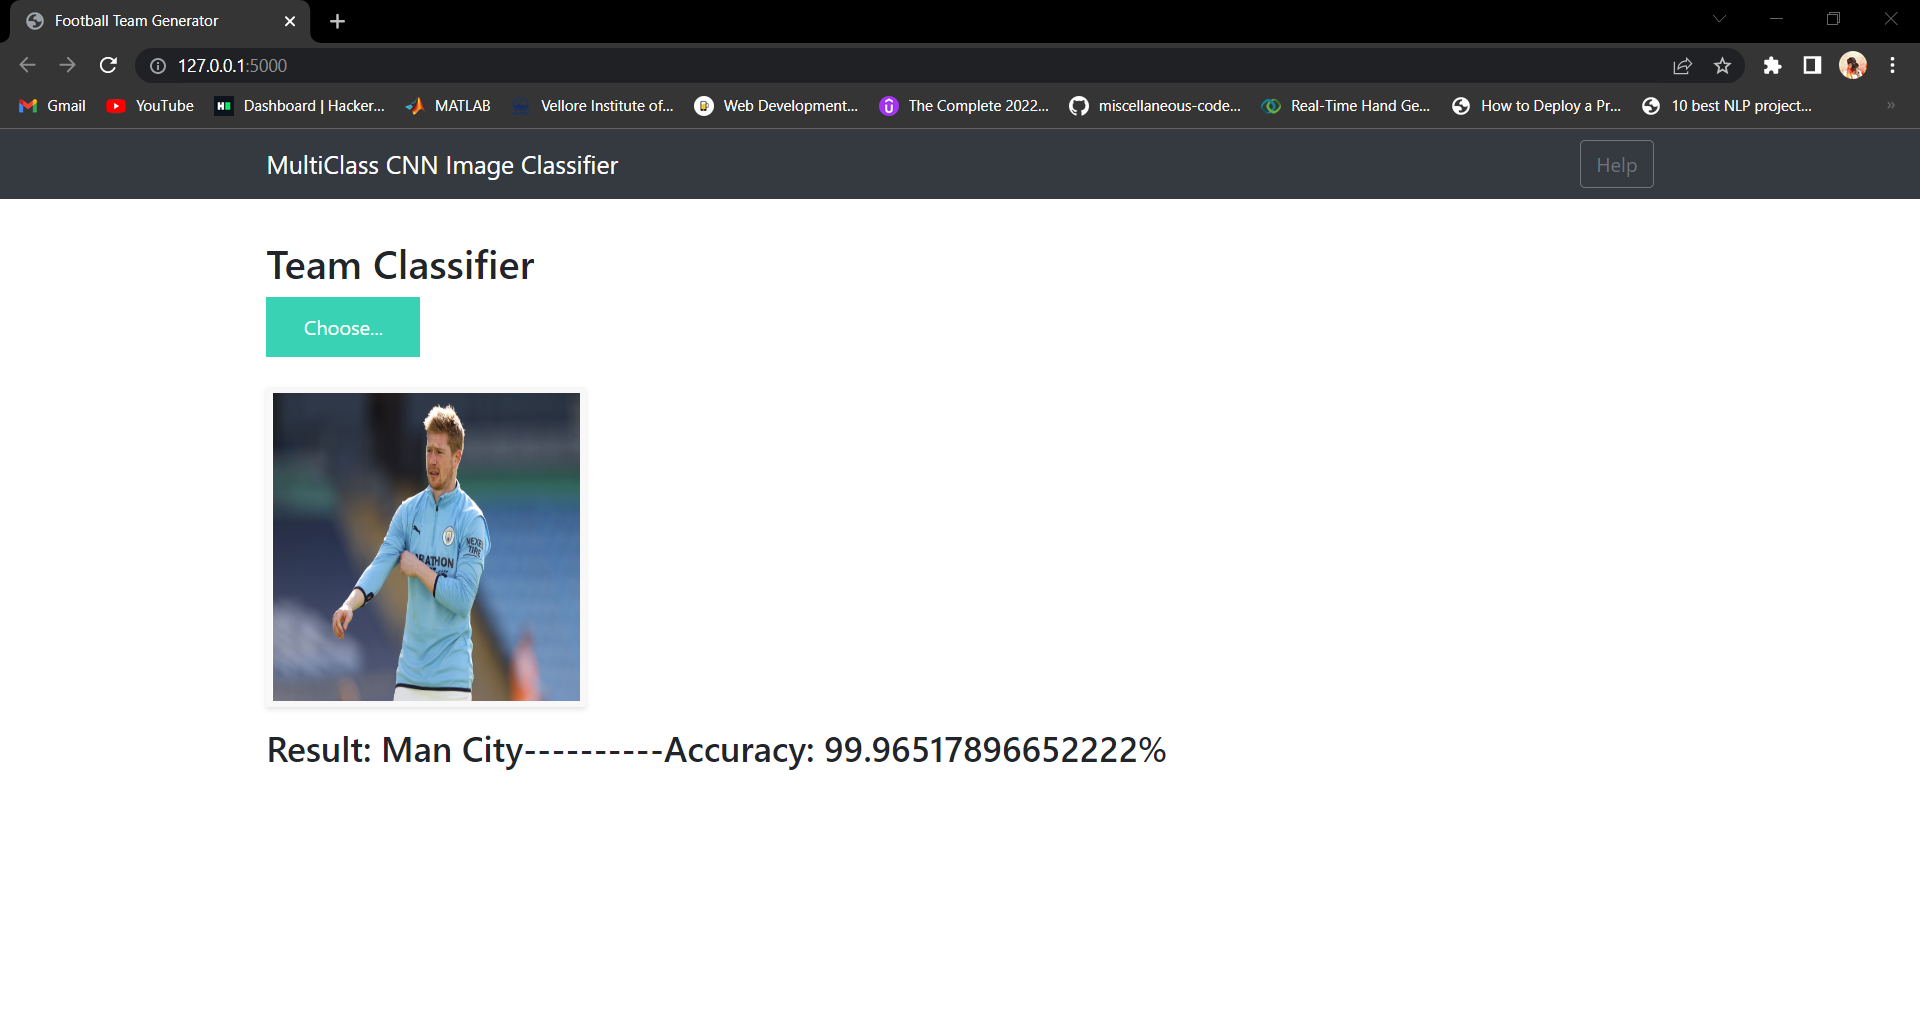 Football Team Generator
127.0.0.1:5000
Gmail YouTube Dashboard | Hacker... MATLAB Vellore Institute of... Web Development... The Complete 2022... miscellaneous-code... Real-Time Hand Ge... How to Deploy a Pr... 10 best NLP project... »
MultiClass CNN Image Classifier Help
Team Classifier
Choose...
NEXEN
TIRE
Result: Man City----------Accuracy: 99.96517896652222%